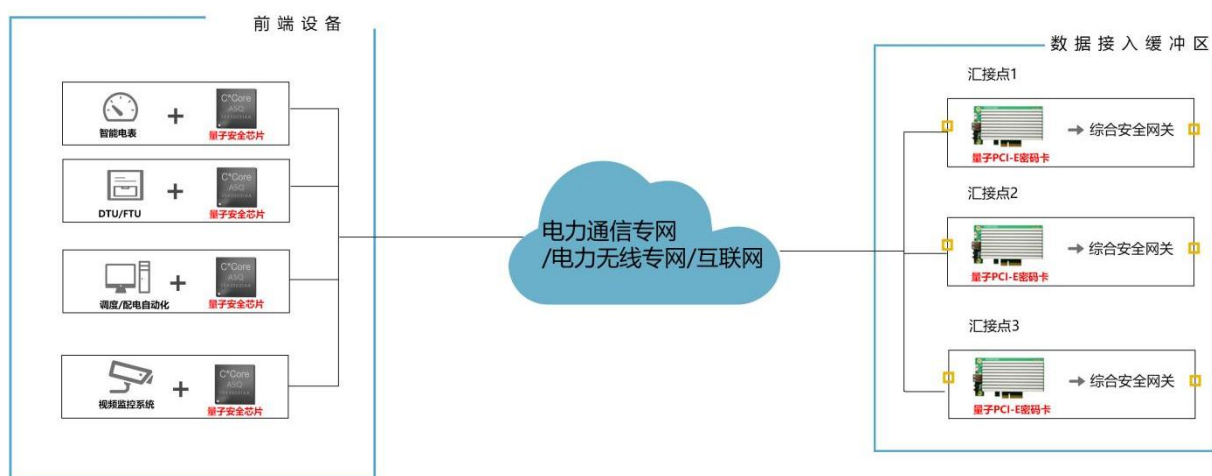 前端设备
智能电表
+
C*Core
A5Q
量子安全芯片
DTU/FTU
+
C*Core
A5Q
量子安全芯片
调度/配电自动化
+
C*Core
A5Q
量子安全芯片
视频监控系统
+
C*Core
A5Q
量子安全芯片
电力通信专网
/电力无线专网/互联网
数据接入缓冲区
汇接点1
量子PCI-E密码卡
综合安全网关
汇接点2
量子PCI-E密码卡
综合安全网关
汇接点3
量子PCI-E密码卡
综合安全网关